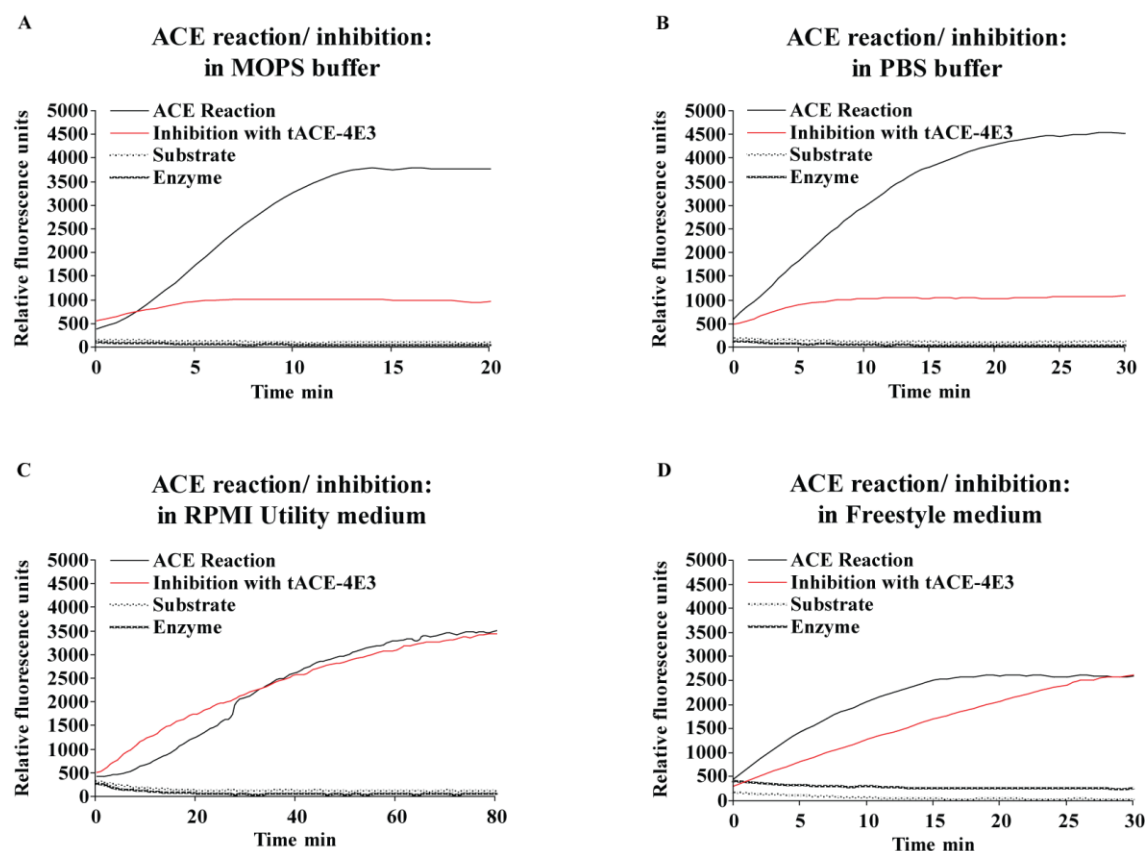 A
ACE reaction/ inhibition:
in MOPS buffer
5000
4500
4000
3500
3000
2500
2000
1500
1000
500
0
Relative fluorescence units
ACE Reaction
Inhibition with tACE-4E3
Substrate
Enzyme
0 5 10 15 20
Time min
B
ACE reaction/ inhibition:
in PBS buffer
5000
4500
4000
3500
3000
2500
2000
1500
1000
500
0
Relative fluorescence units
ACE Reaction
Inhibition with tACE-4E3
Substrate
Enzyme
0 5 10 15 20 25 30
Time min
C
ACE reaction/ inhibition:
in RPMI Utility medium
5000
4500
4000
3500
3000
2500
2000
1500
1000
500
0
Relative fluorescence units
ACE Reaction
Inhibition with tACE-4E3
Substrate
Enzyme
0 20 40 60 80
Time min
D
ACE reaction/ inhibition:
in Freestyle medium
5000
4500
4000
3500
3000
2500
2000
1500
1000
500
0
Relative fluorescence units
ACE Reaction
Inhibition with tACE-4E3
Substrate
Enzyme
0 5 10 15 20 25 30
Time min